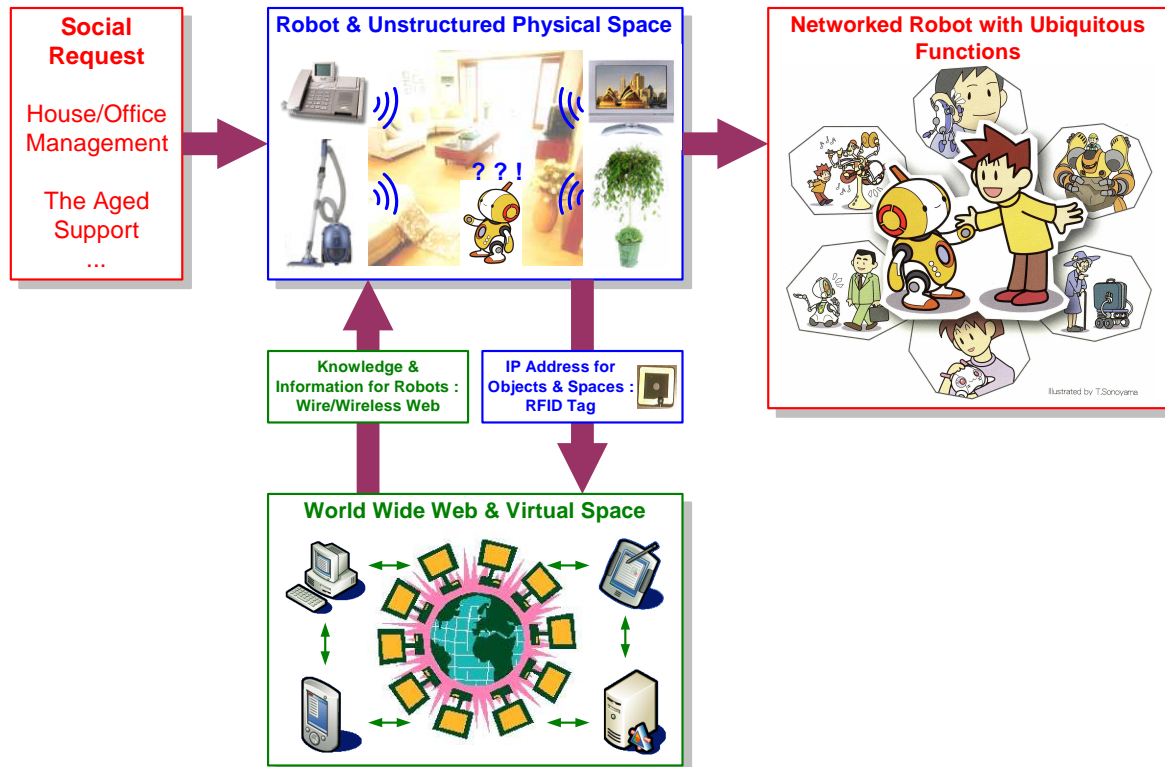 Social
Request
House/Office
Management
The Aged
Support
...
Robot & Unstructured Physical Space
? ? !
Networked Robot with Ubiquitous
Functions
Illustrated by T.Sonoyama
Knowledge &
Information for Robots :
Wire/Wireless Web
IP Address for
Objects & Spaces :
RFID Tag
World Wide Web & Virtual Space